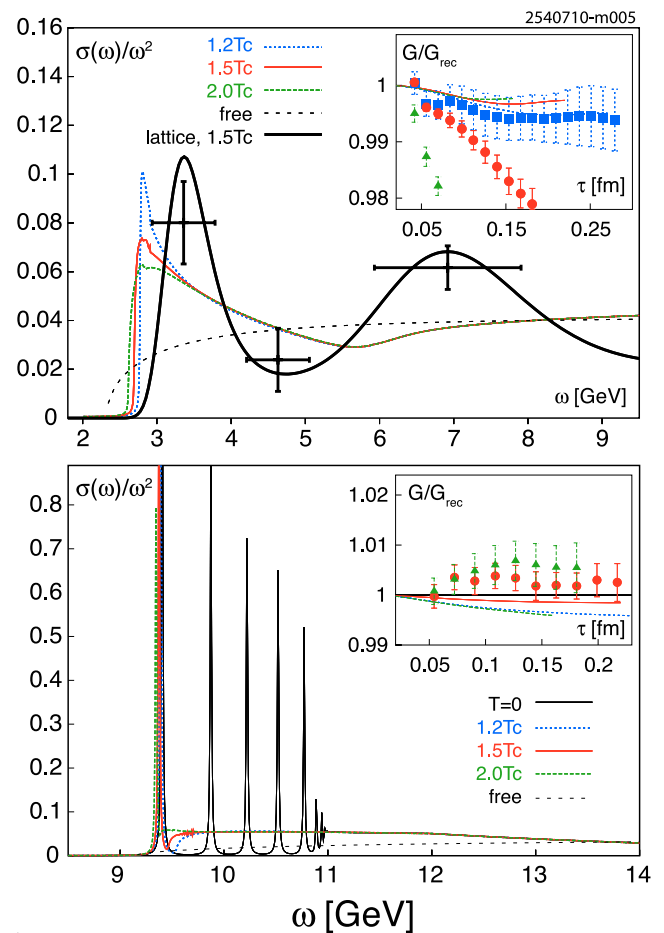 2540710-m005
0.16
0.14
0.12
0.1
0.08
0.06
0.04
0.02
0
σ(ω)/ω²
1.2Tc
1.5Tc
2.0Tc
free
lattice, 1.5Tc
G/Grec
1
0.99
0.98
τ [fm]
0.05 0.15 0.25
ω [GeV]
2 3 4 5 6 7 8 9
0.8
0.7
0.6
0.5
0.4
0.3
0.2
0.1
0
σ(ω)/ω²
G/Grec
1.02
1.01
1
0.99
τ [fm]
0.05 0.1 0.15 0.2
T=0
1.2Tc
1.5Tc
2.0Tc
free
9 10 11 12 13 14
ω [GeV]